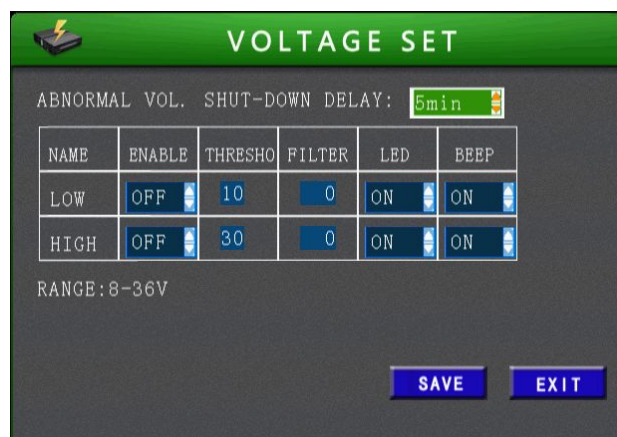 VOLTAGE SET
ABNORMAL VOL. SHUT-DOWN DELAY: 5min
NAME ENABLE THRESHO FILTER LED BEEP
LOW OFF 10 0 ON ON
HIGH OFF 30 0 ON ON
RANGE:8-36V
SAVE EXIT